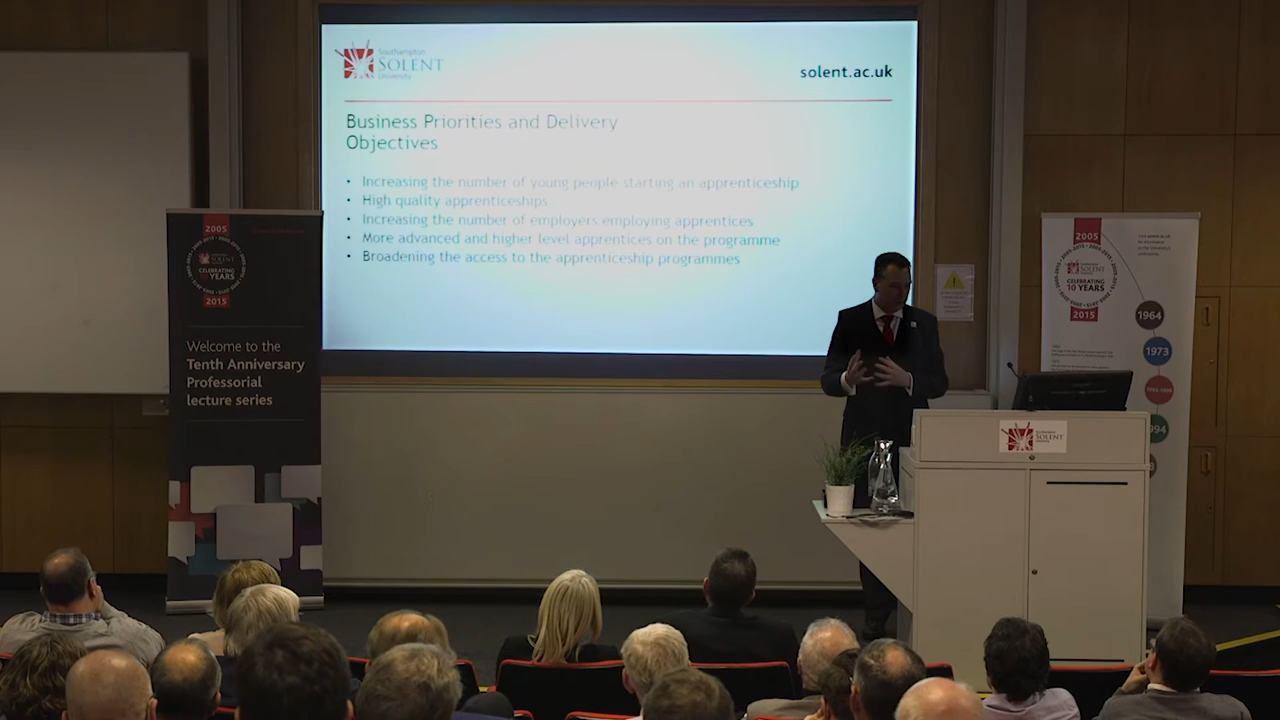 Southampton
SOLENT
University
solent.ac.uk
Business Priorities and Delivery
Objectives
• Increasing the number of young people starting an apprenticeship
• High quality apprenticeships
• Increasing the number of employers employing apprentices
• More advanced and higher level apprentices on the programme
• Broadening the access to the apprenticeship programmes
2005
SOLENT
CELEBRATING
10 YEARS
2015
Welcome to the
Tenth Anniversary
Professorial
lecture series
2005
SOLENT
CELEBRATING
10 YEARS
2015
1964
1973
994
SOLENT